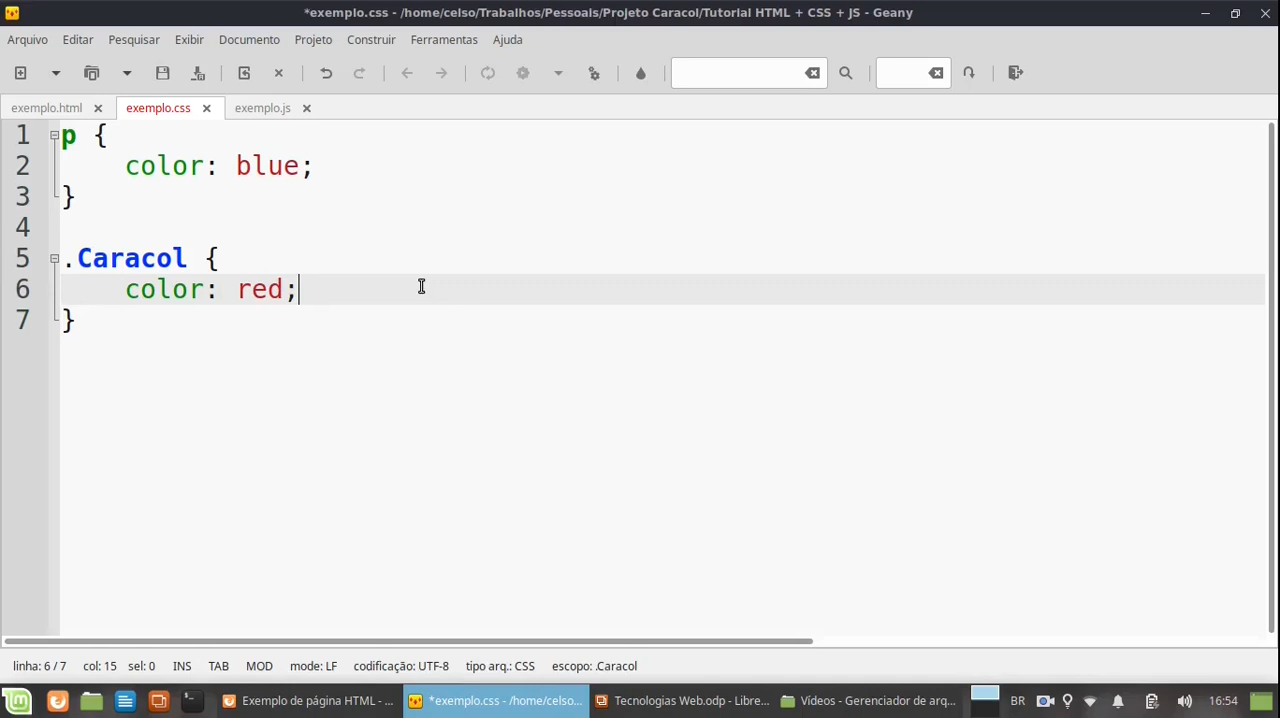 *exemplo.css - /home/celso/Trabalhos/Pessoais/Projeto Caracol/Tutorial HTML + CSS + JS - Geany
Arquivo Editar Pesquisar Exibir Documento Projeto Construir Ferramentas Ajuda
exemplo.html exemplo.css exemplo.js
1 p {
2 color: blue;
3 }
4
5 .Caracol {
6 color: red;
7 }
linha: 6 / 7 col: 15 sel: 0 INS TAB MOD mode: LF codificação: UTF-8 tipo arq.: CSS escopo: .Caracol
Exemplo de página HTML - ... *exemplo.css - /home/celso... Tecnologias Web.odp - Libre... Vídeos - Gerenciador de arq... BR 16:54